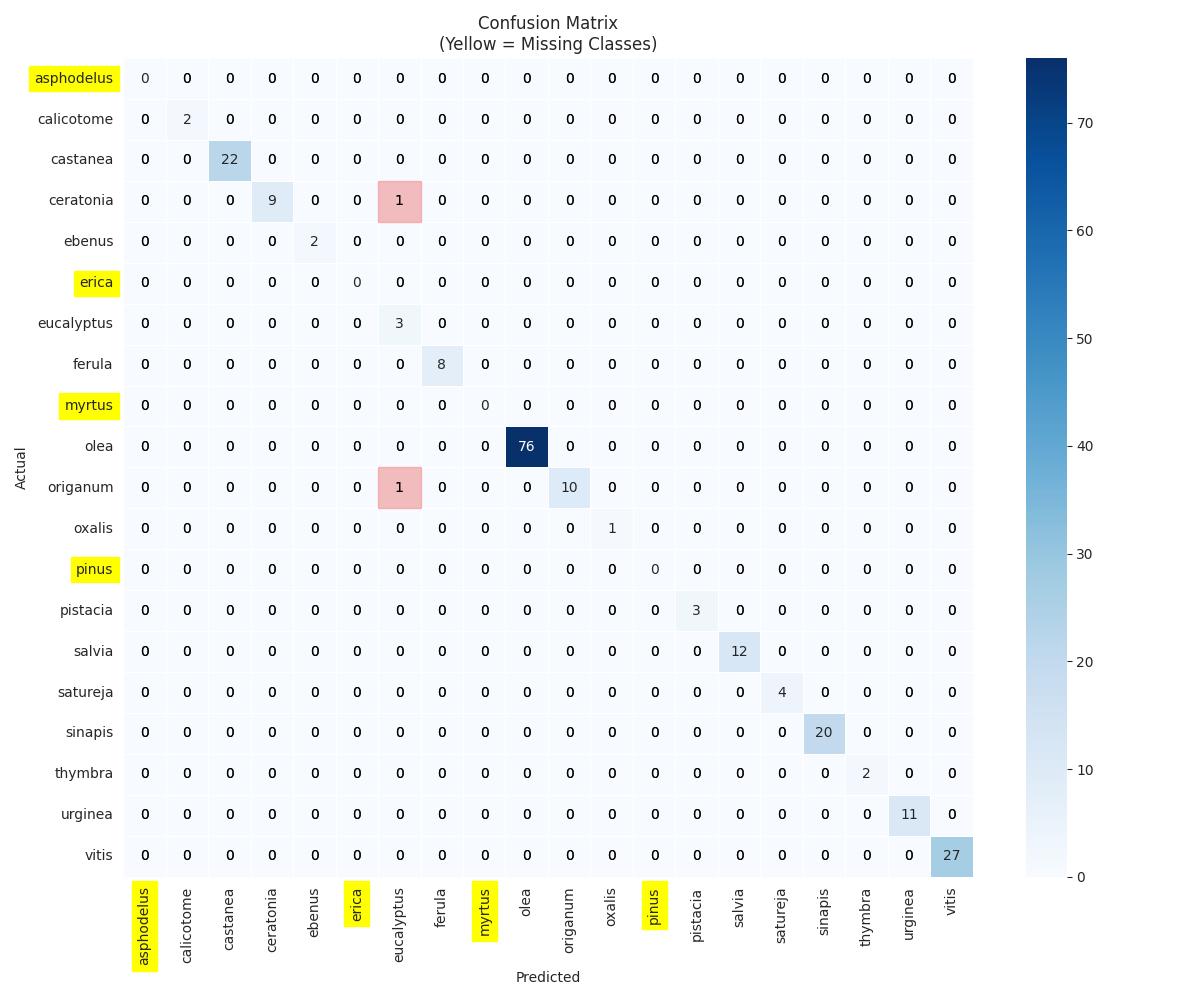 Confusion Matrix
(Yellow = Missing Classes)
Actual
asphodelus 0 0 0 0 0 0 0 0 0 0 0 0 0 0 0 0 0 0 0 0
calicotome 0 2 0 0 0 0 0 0 0 0 0 0 0 0 0 0 0 0 0 0
castanea 0 0 22 0 0 0 0 0 0 0 0 0 0 0 0 0 0 0 0 0
ceratonia 0 0 0 9 0 0 1 0 0 0 0 0 0 0 0 0 0 0 0 0
ebenus 0 0 0 0 2 0 0 0 0 0 0 0 0 0 0 0 0 0 0 0
erica 0 0 0 0 0 0 0 0 0 0 0 0 0 0 0 0 0 0 0 0
eucalyptus 0 0 0 0 0 0 3 0 0 0 0 0 0 0 0 0 0 0 0 0
ferula 0 0 0 0 0 0 0 8 0 0 0 0 0 0 0 0 0 0 0 0
myrtus 0 0 0 0 0 0 0 0 0 0 0 0 0 0 0 0 0 0 0 0
olea 0 0 0 0 0 0 0 0 0 76 0 0 0 0 0 0 0 0 0 0
origanum 0 0 0 0 0 0 1 0 0 0 10 0 0 0 0 0 0 0 0 0
oxalis 0 0 0 0 0 0 0 0 0 0 0 1 0 0 0 0 0 0 0 0
pinus 0 0 0 0 0 0 0 0 0 0 0 0 0 0 0 0 0 0 0 0
pistacia 0 0 0 0 0 0 0 0 0 0 0 0 0 3 0 0 0 0 0 0
salvia 0 0 0 0 0 0 0 0 0 0 0 0 0 0 12 0 0 0 0 0
satureja 0 0 0 0 0 0 0 0 0 0 0 0 0 0 0 4 0 0 0 0
sinapis 0 0 0 0 0 0 0 0 0 0 0 0 0 0 0 0 20 0 0 0
thymbra 0 0 0 0 0 0 0 0 0 0 0 0 0 0 0 0 0 2 0 0
urginea 0 0 0 0 0 0 0 0 0 0 0 0 0 0 0 0 0 0 11 0
vitis 0 0 0 0 0 0 0 0 0 0 0 0 0 0 0 0 0 0 0 27
asphodelus calicotome castanea ceratonia ebenus erica eucalyptus ferula myrtus olea origanum oxalis pinus pistacia salvia satureja sinapis thymbra urginea vitis
Predicted
70
60
50
40
30
20
10
0